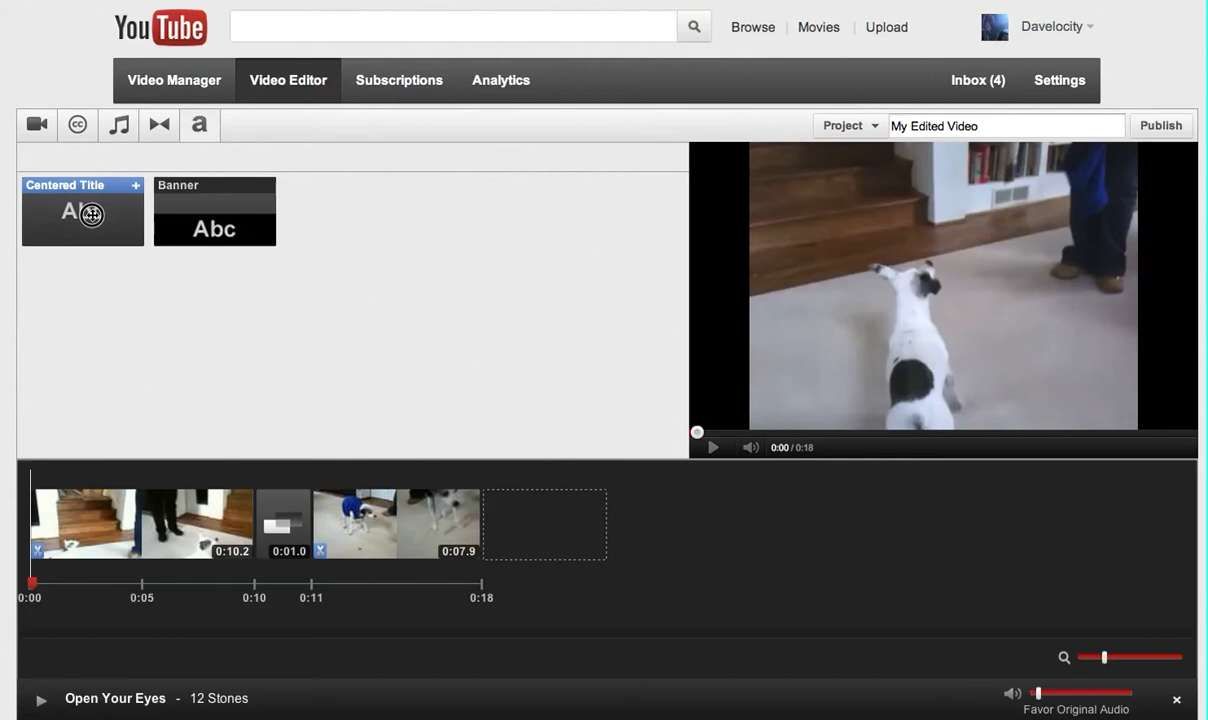 YouTube
Browse Movies Upload Davelocity
Video Manager Video Editor Subscriptions Analytics Inbox (4) Settings
cc a Project My Edited Video Publish
Centered Title + Banner
Abc
0:00 / 0:18
0:10.2 0:01.0 0:07.9
0:00 0:05 0:10 0:11 0:18
Open Your Eyes - 12 Stones
Favor Original Audio